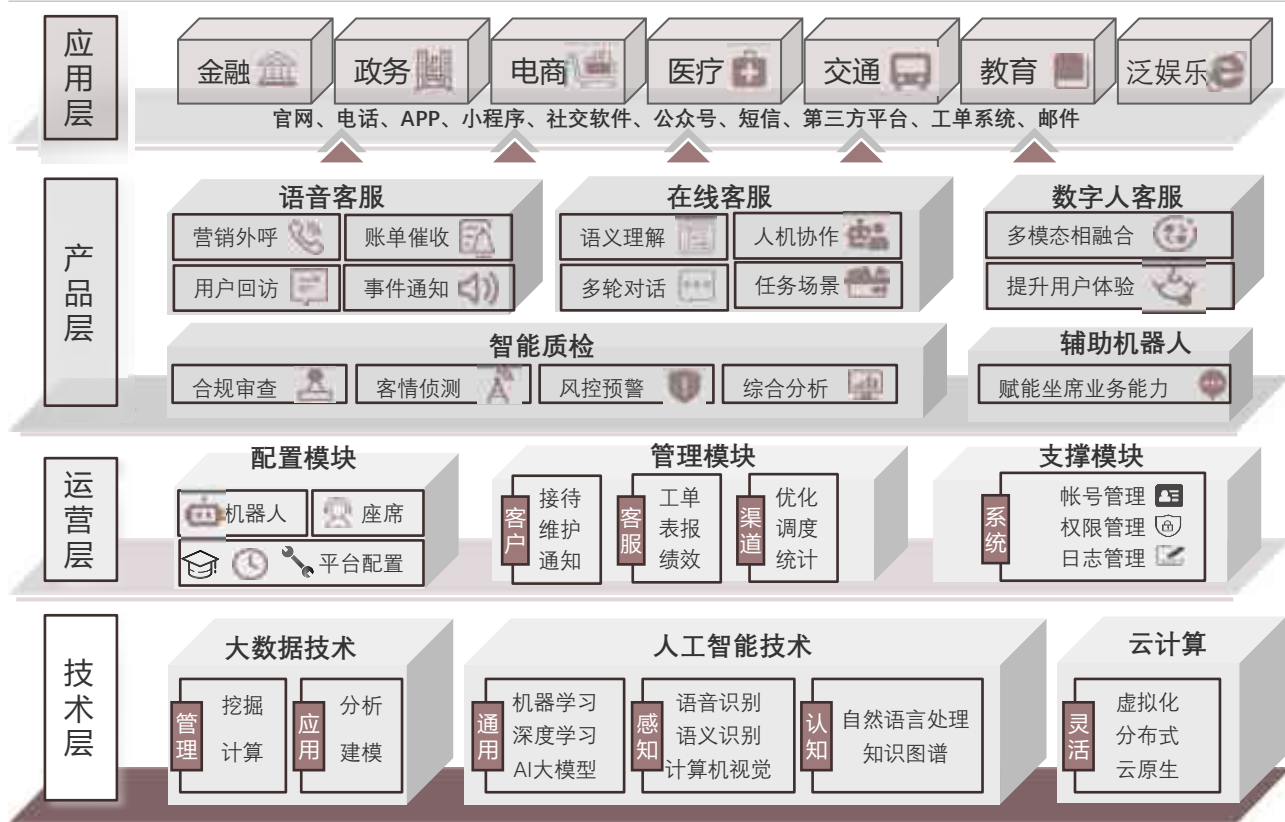 应用层
金融
政务
电商
医疗
交通
教育
泛娱乐
官网、电话、APP、小程序、社交软件、公众号、短信、第三方平台、工单系统、邮件
产品层
语音客服
营销外呼
账单催收
用户回访
事件通知
在线客服
语义理解
人机协作
多轮对话
任务场景
数字人客服
多模态相融合
提升用户体验
智能质检
合规审查
客情侦测
风控预警
综合分析
辅助机器人
赋能坐席业务能力
运营层
配置模块
机器人
座席
平台配置
管理模块
客户
接待
维护
通知
客服
工单
表报
绩效
渠道
优化
调度
统计
支撑模块
系统
帐号管理
权限管理
日志管理
技术层
大数据技术
管理
挖掘
计算
应用
分析
建模
人工智能技术
通用
机器学习
深度学习
AI大模型
感知
语音识别
语义识别
计算机视觉
认知
自然语言处理
知识图谱
云计算
灵活
虚拟化
分布式
云原生